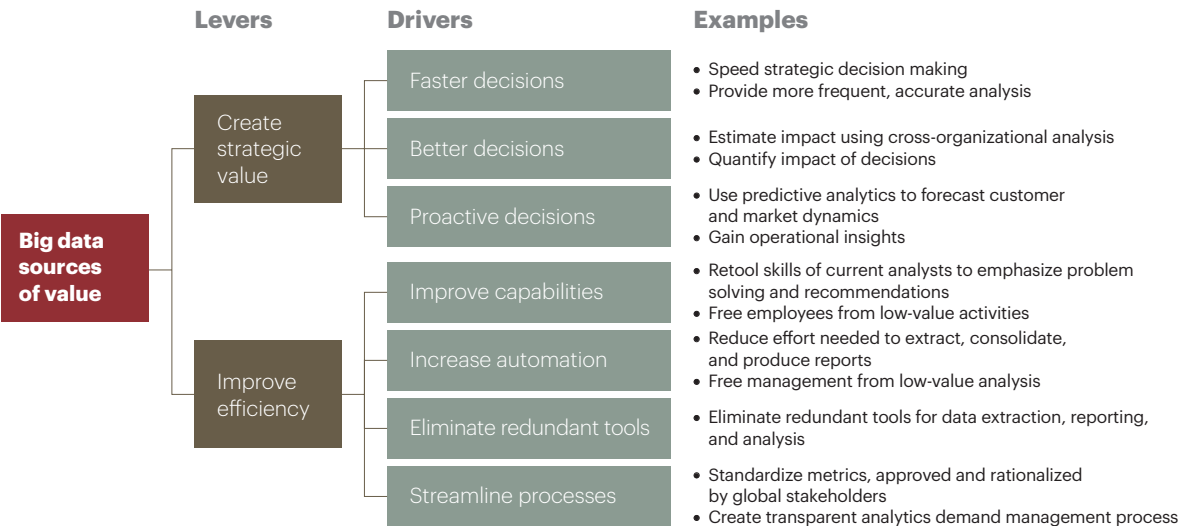 Levers
Drivers
Examples
Big data
sources
of value
Create
strategic
value
Faster decisions
• Speed strategic decision making
• Provide more frequent, accurate analysis
Better decisions
• Estimate impact using cross-organizational analysis
• Quantify impact of decisions
Proactive decisions
• Use predictive analytics to forecast customer
and market dynamics
• Gain operational insights
Improve
efficiency
Improve capabilities
• Retool skills of current analysts to emphasize problem
solving and recommendations
• Free employees from low-value activities
Increase automation
• Reduce effort needed to extract, consolidate,
and produce reports
• Free management from low-value analysis
Eliminate redundant tools
• Eliminate redundant tools for data extraction, reporting,
and analysis
Streamline processes
• Standardize metrics, approved and rationalized
by global stakeholders
• Create transparent analytics demand management process